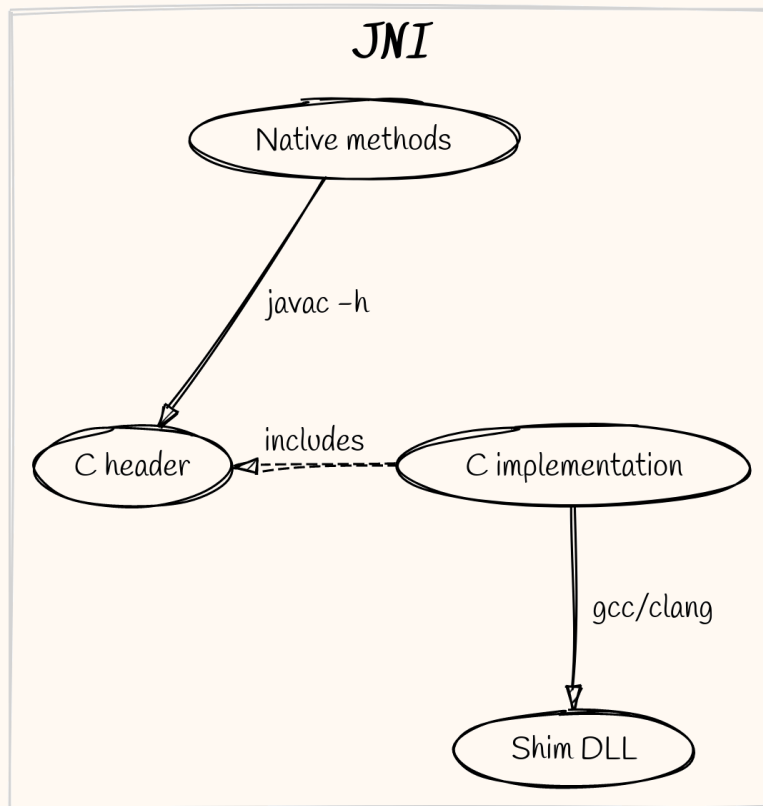 JNI
Native methods
javac -h
includes
C header
C implementation
gcc/clang
Shim DLL